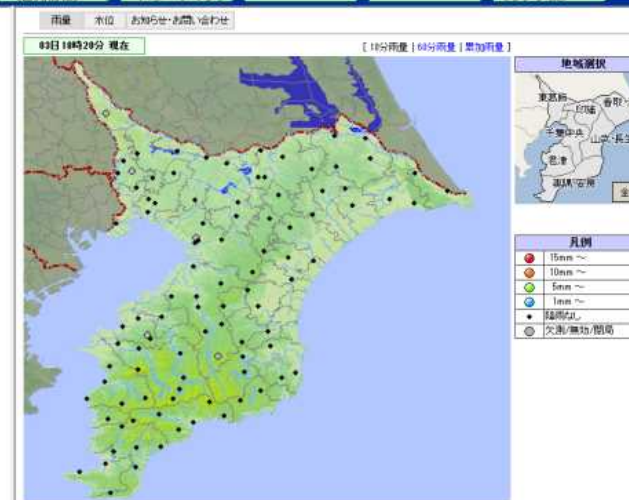 雨量 水位 お知らせ・お問い合わせ
03日18時20分 現在
[ 10分雨量 | 60分雨量 | 累加雨量 ]
地域選択
東葛飾
印旛
香取・
千葉中央
山武・長生
君津
夷隅・安房
全
凡例
15mm ～
10mm ～
5mm ～
1mm ～
降雨なし
欠測/無効/閉局